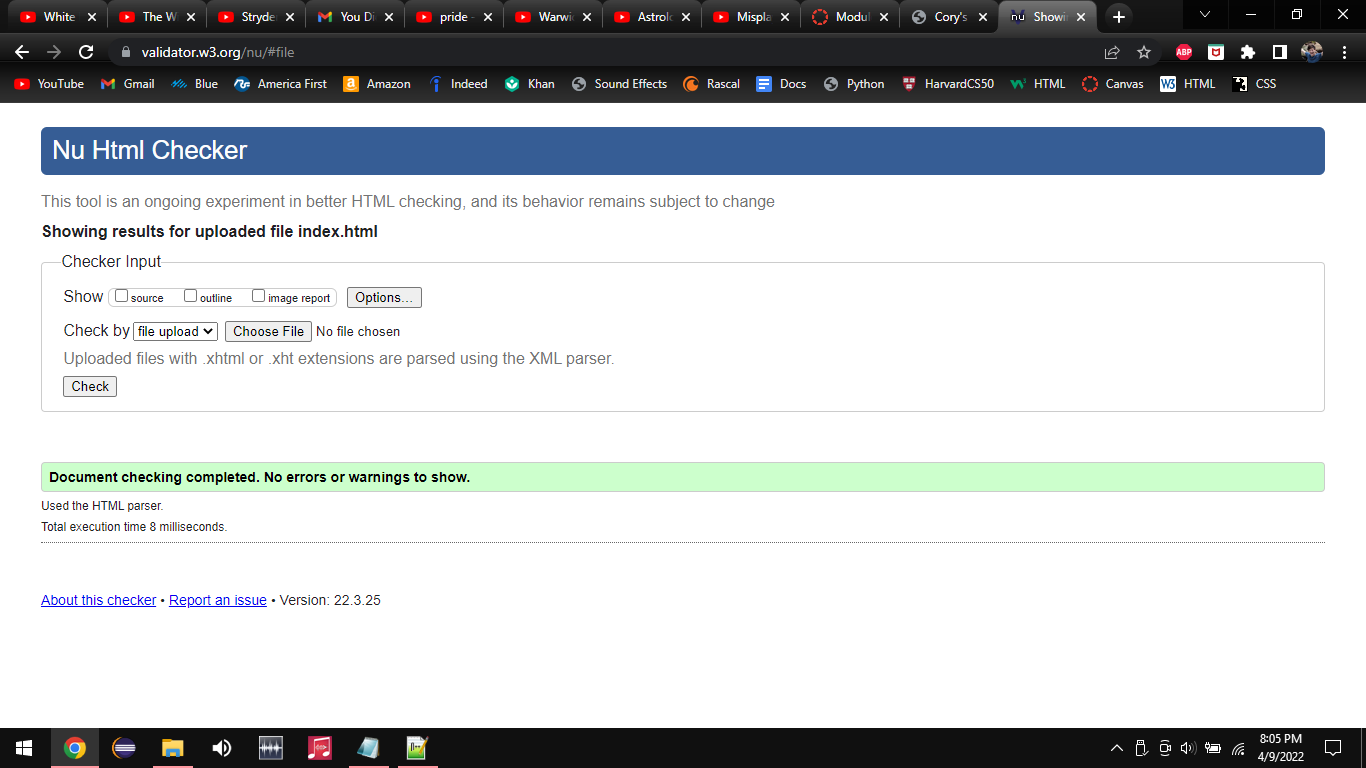 White The W Stryde You Di pride - Warwi Astrolo Mispla Modul Cory's Showin
validator.w3.org/nu/#file
ABP
YouTube Gmail Blue America First Amazon Indeed Khan Sound Effects Rascal Docs Python HarvardCS50 HTML Canvas HTML CSS
Nu Html Checker
This tool is an ongoing experiment in better HTML checking, and its behavior remains subject to change
Showing results for uploaded file index.html
Checker Input
Show source outline image report Options...
Check by file upload Choose File No file chosen
Uploaded files with .xhtml or .xht extensions are parsed using the XML parser.
Check
Document checking completed. No errors or warnings to show.
Used the HTML parser.
Total execution time 8 milliseconds.
About this checker • Report an issue • Version: 22.3.25
8:05 PM
4/9/2022